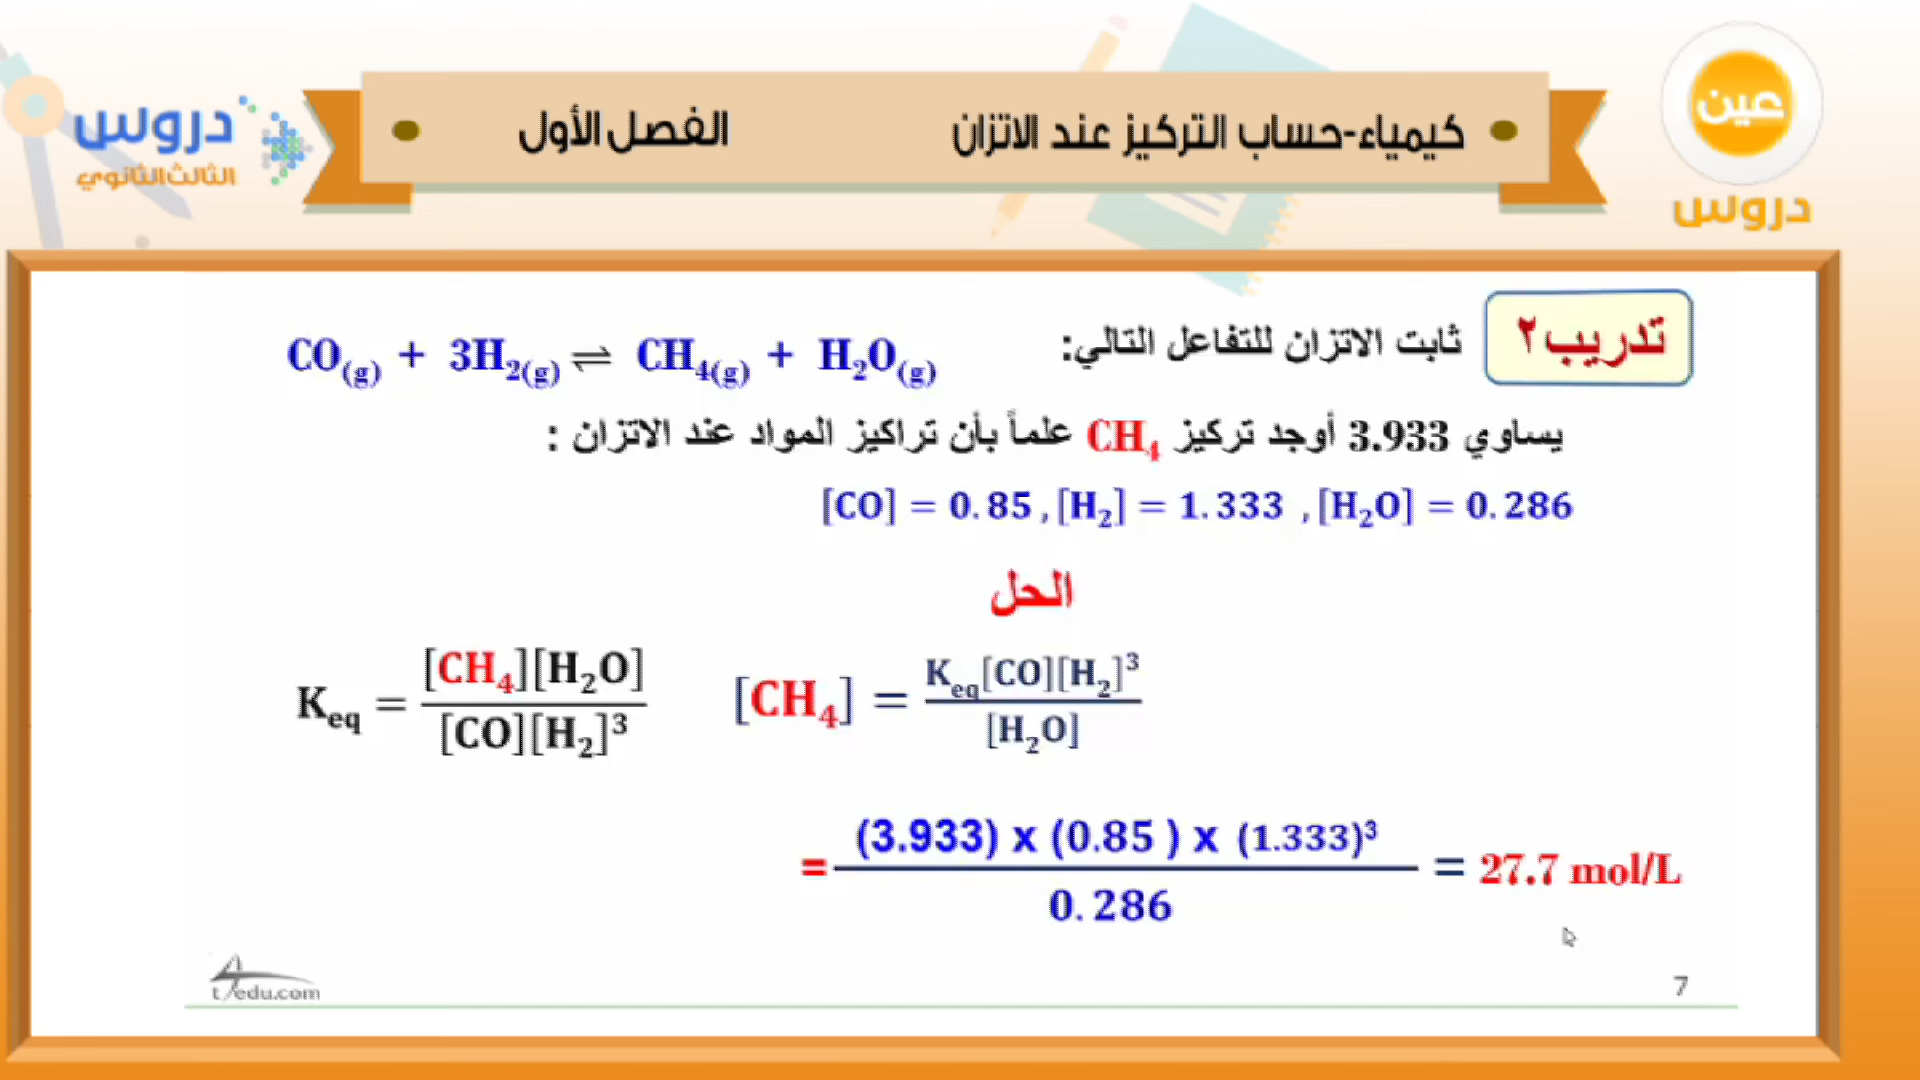 عين
دروس
كيمياء-حساب التركيز عند الاتزان
الفصل الأول
دروس
الثالث الثانوي
تدريب ٢
ثابت الاتزان للتفاعل التالي:
CO(g) + 3H2(g) ⇌ CH4(g) + H2O(g)
يساوي 3.933 أوجد تركيز CH4 علماً بأن تراكيز المواد عند الاتزان :
[CO] = 0.85 , [H2] = 1.333 , [H2O] = 0.286
الحل
Keq = [CH4][H2O] / [CO][H2]³
[CH4] = Keq[CO][H2]³ / [H2O]
= (3.933) x (0.85 ) x (1.333)³ / 0.286 = 27.7 mol/L
t4edu.com
7